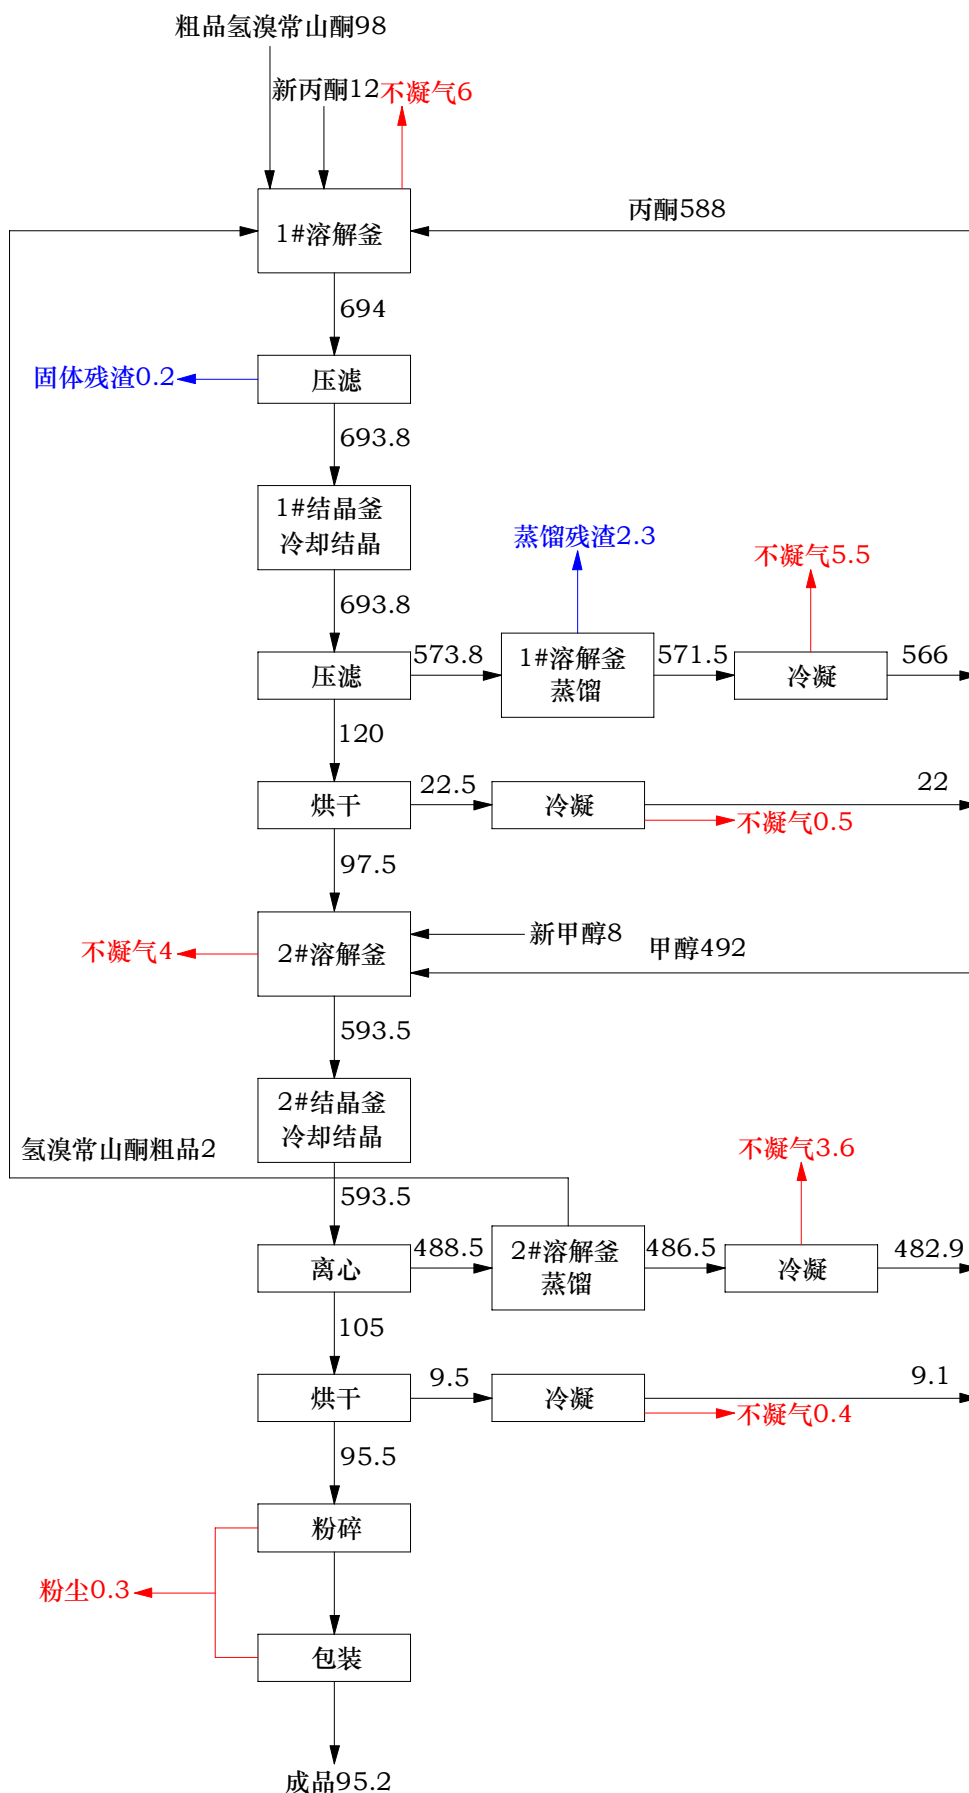 粗品氢溴常山酮98
新丙酮12
不凝气6
丙酮588
1#溶解釜
694
固体残渣0.2
压滤
693.8
1#结晶釜
冷却结晶
蒸馏残渣2.3
不凝气5.5
693.8
573.8
1#溶解釜
蒸馏
571.5
566
压滤
冷凝
120
22.5
22
烘干
冷凝
不凝气0.5
97.5
新甲醇8
不凝气4
2#溶解釜
甲醇492
593.5
2#结晶釜
冷却结晶
氢溴常山酮粗品2
不凝气3.6
593.5
488.5
2#溶解釜
蒸馏
486.5
482.9
离心
冷凝
105
9.5
9.1
烘干
冷凝
不凝气0.4
95.5
粉碎
粉尘0.3
包装
成品95.2